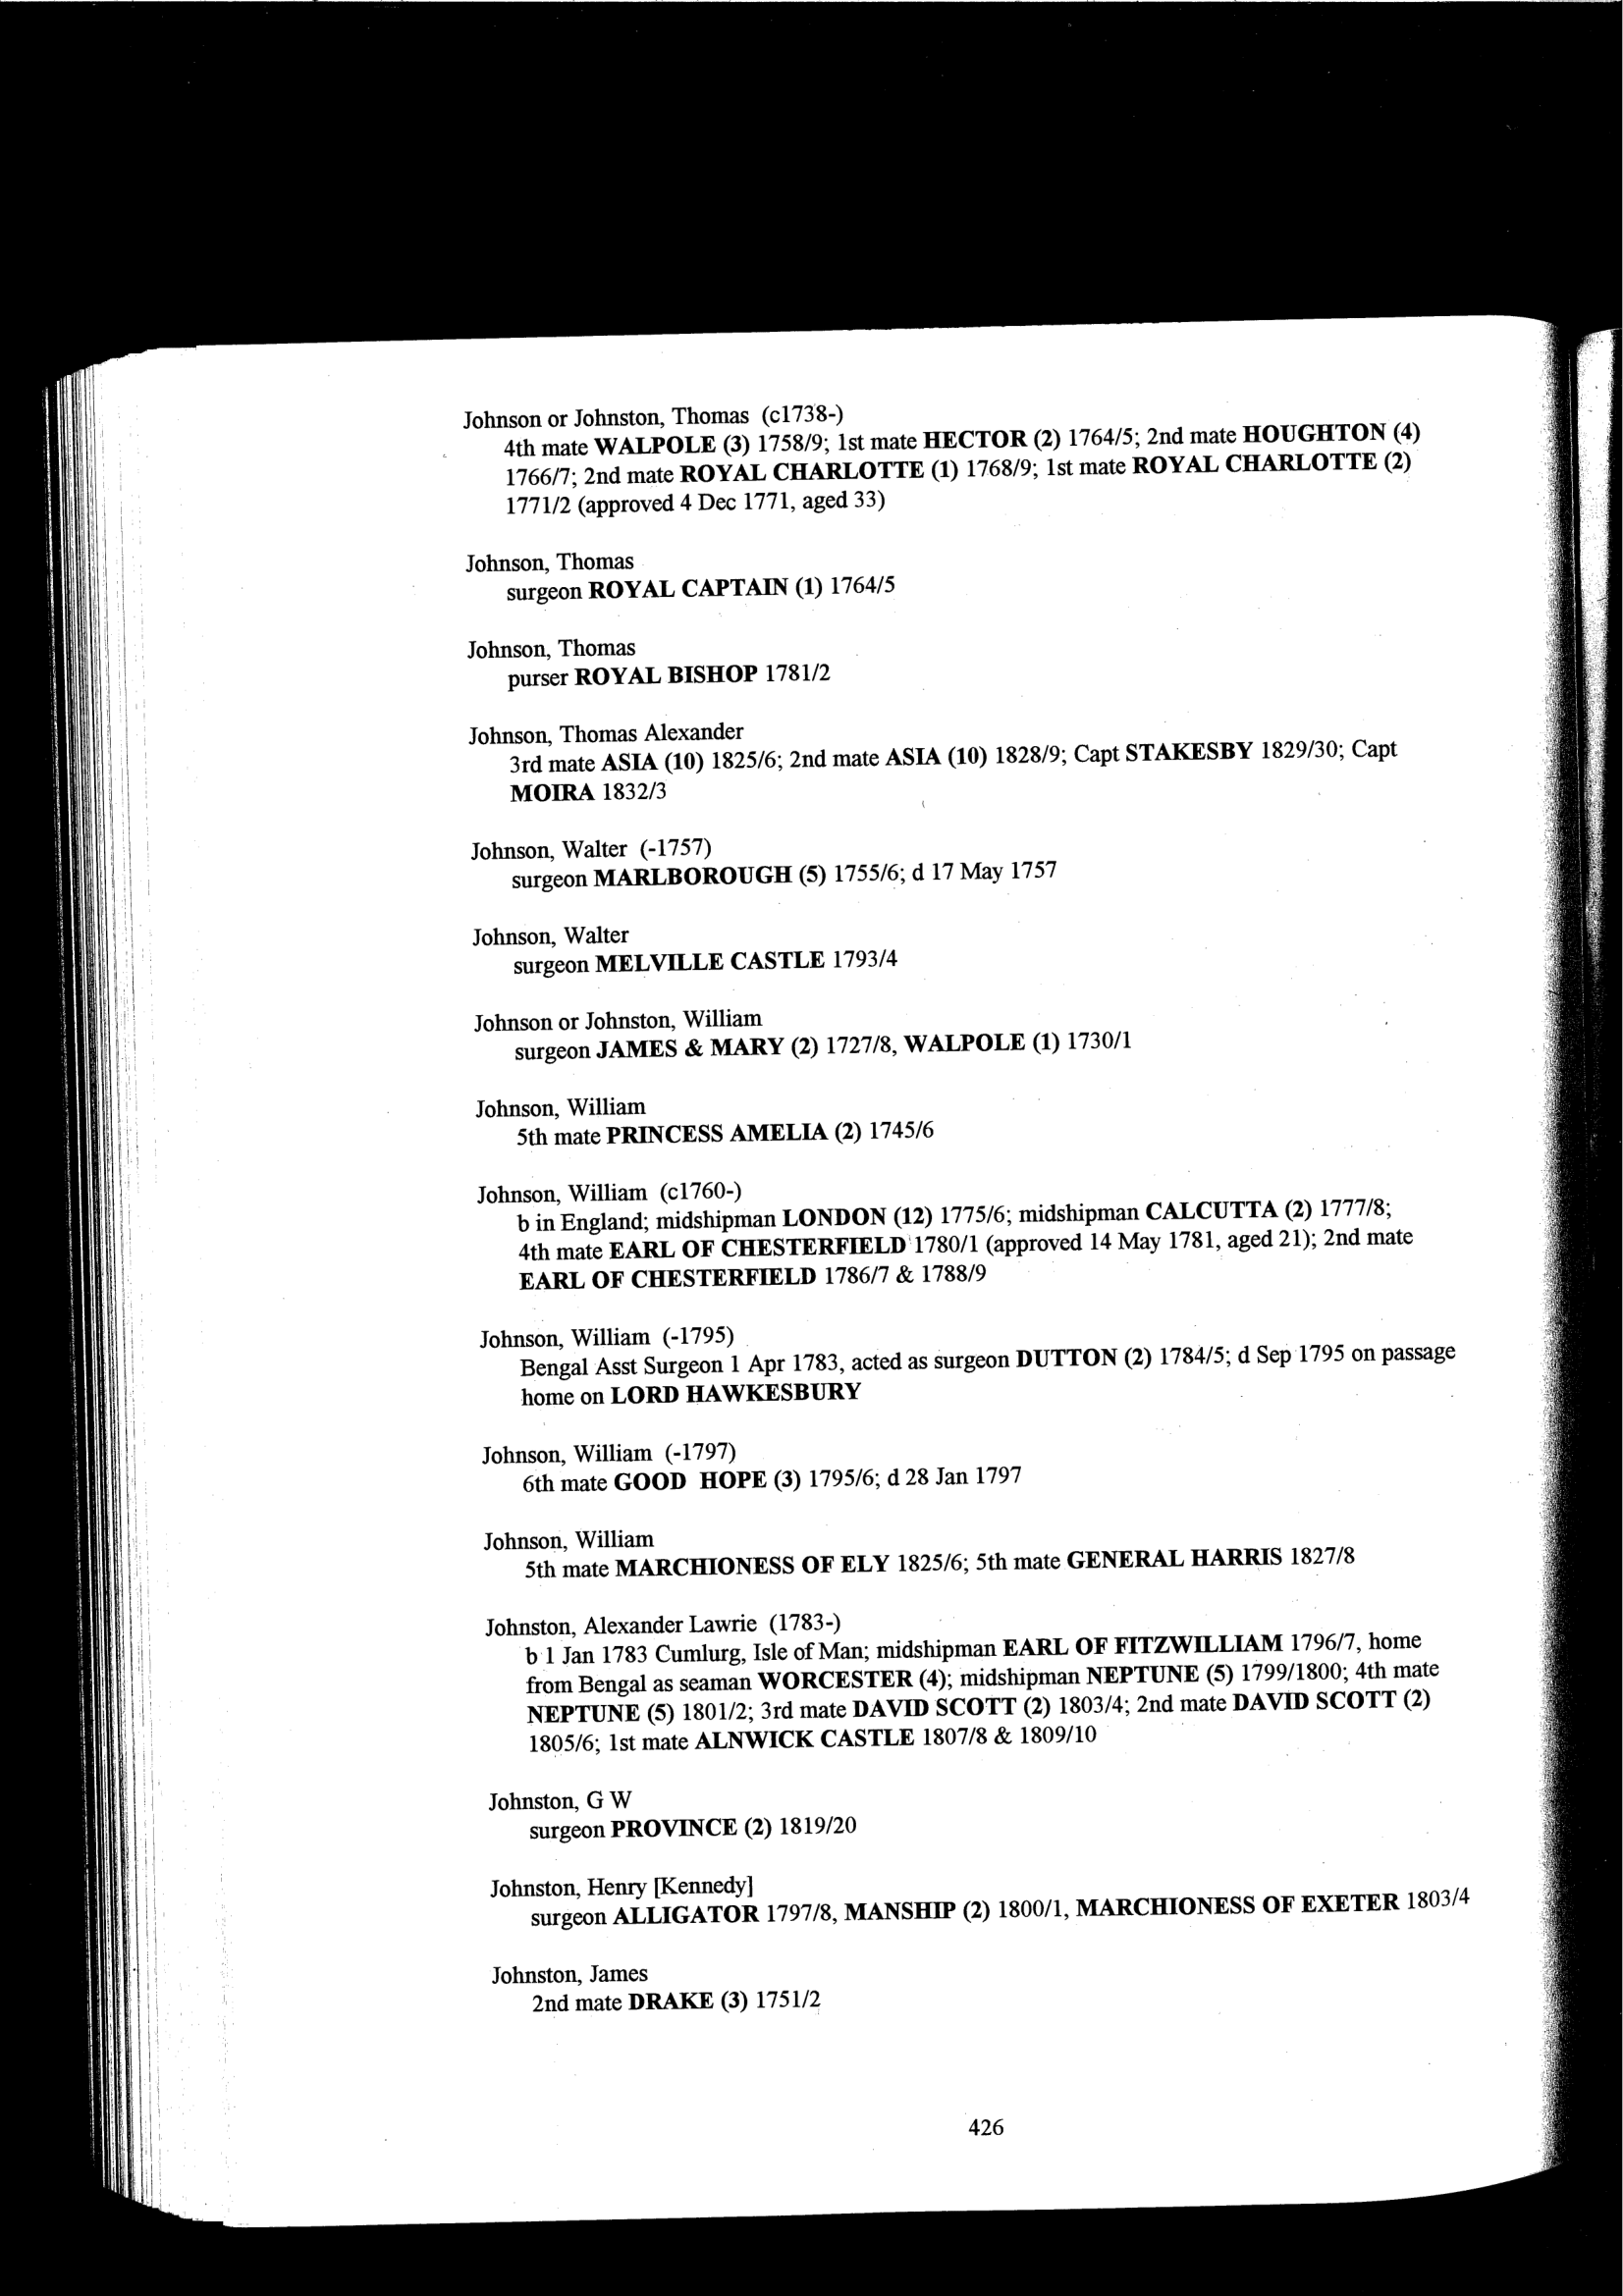 Johnson or Johnston, Thomas (c1738-)
4th mate WALPOLE (3) 1758/9; 1st mate HECTOR (2) 1764/5; 2nd mate HOUGHTON (4)
1766/7; 2nd mate ROYAL CHARLOTTE (1) 1768/9; 1st mate ROYAL CHARLOTTE (2)
1771/2 (approved 4 Dec 1771, aged 33)
Johnson, Thomas
surgeon ROYAL CAPTAIN (1) 1764/5
Johnson, Thomas
purser ROYAL BISHOP 1781/2
Johnson, Thomas Alexander
3rd mate ASIA (10) 1825/6; 2nd mate ASIA (10) 1828/9; Capt STAKESBY 1829/30; Capt
MOIRA 1832/3
Johnson, Walter (-1757)
surgeon MARLBOROUGH (5) 1755/6; d 17 May 1757
Johnson, Walter
surgeon MELVILLE CASTLE 1793/4
Johnson or Johnston, William
surgeon JAMES & MARY (2) 1727/8, WALPOLE (1) 1730/1
Johnson, William
5th mate PRINCESS AMELIA (2) 1745/6
Johnson, William (c1760-)
b in England; midshipman LONDON (12) 1775/6; midshipman CALCUTTA (2) 1777/8;
4th mate EARL OF CHESTERFIELD 1780/1 (approved 14 May 1781, aged 21); 2nd mate
EARL OF CHESTERFIELD 1786/7 & 1788/9
Johnson, William (-1795)
Bengal Asst Surgeon 1 Apr 1783, acted as surgeon DUTTON (2) 1784/5; d Sep 1795 on passage
home on LORD HAWKESBURY
Johnson, William (-1797)
6th mate GOOD HOPE (3) 1795/6; d 28 Jan 1797
Johnson, William
5th mate MARCHIONESS OF ELY 1825/6; 5th mate GENERAL HARRIS 1827/8
Johnston, Alexander Lawrie (1783-)
b 1 Jan 1783 Cumlurg, Isle of Man; midshipman EARL OF FITZWILLIAM 1796/7, home
from Bengal as seaman WORCESTER (4); midshipman NEPTUNE (5) 1799/1800; 4th mate
NEPTUNE (5) 1801/2; 3rd mate DAVID SCOTT (2) 1803/4; 2nd mate DAVID SCOTT (2)
1805/6; 1st mate ALNWICK CASTLE 1807/8 & 1809/10
Johnston, G W
surgeon PROVINCE (2) 1819/20
Johnston, Henry [Kennedy]
surgeon ALLIGATOR 1797/8, MANSHIP (2) 1800/1, MARCHIONESS OF EXETER 1803/4
Johnston, James
2nd mate DRAKE (3) 1751/2
426